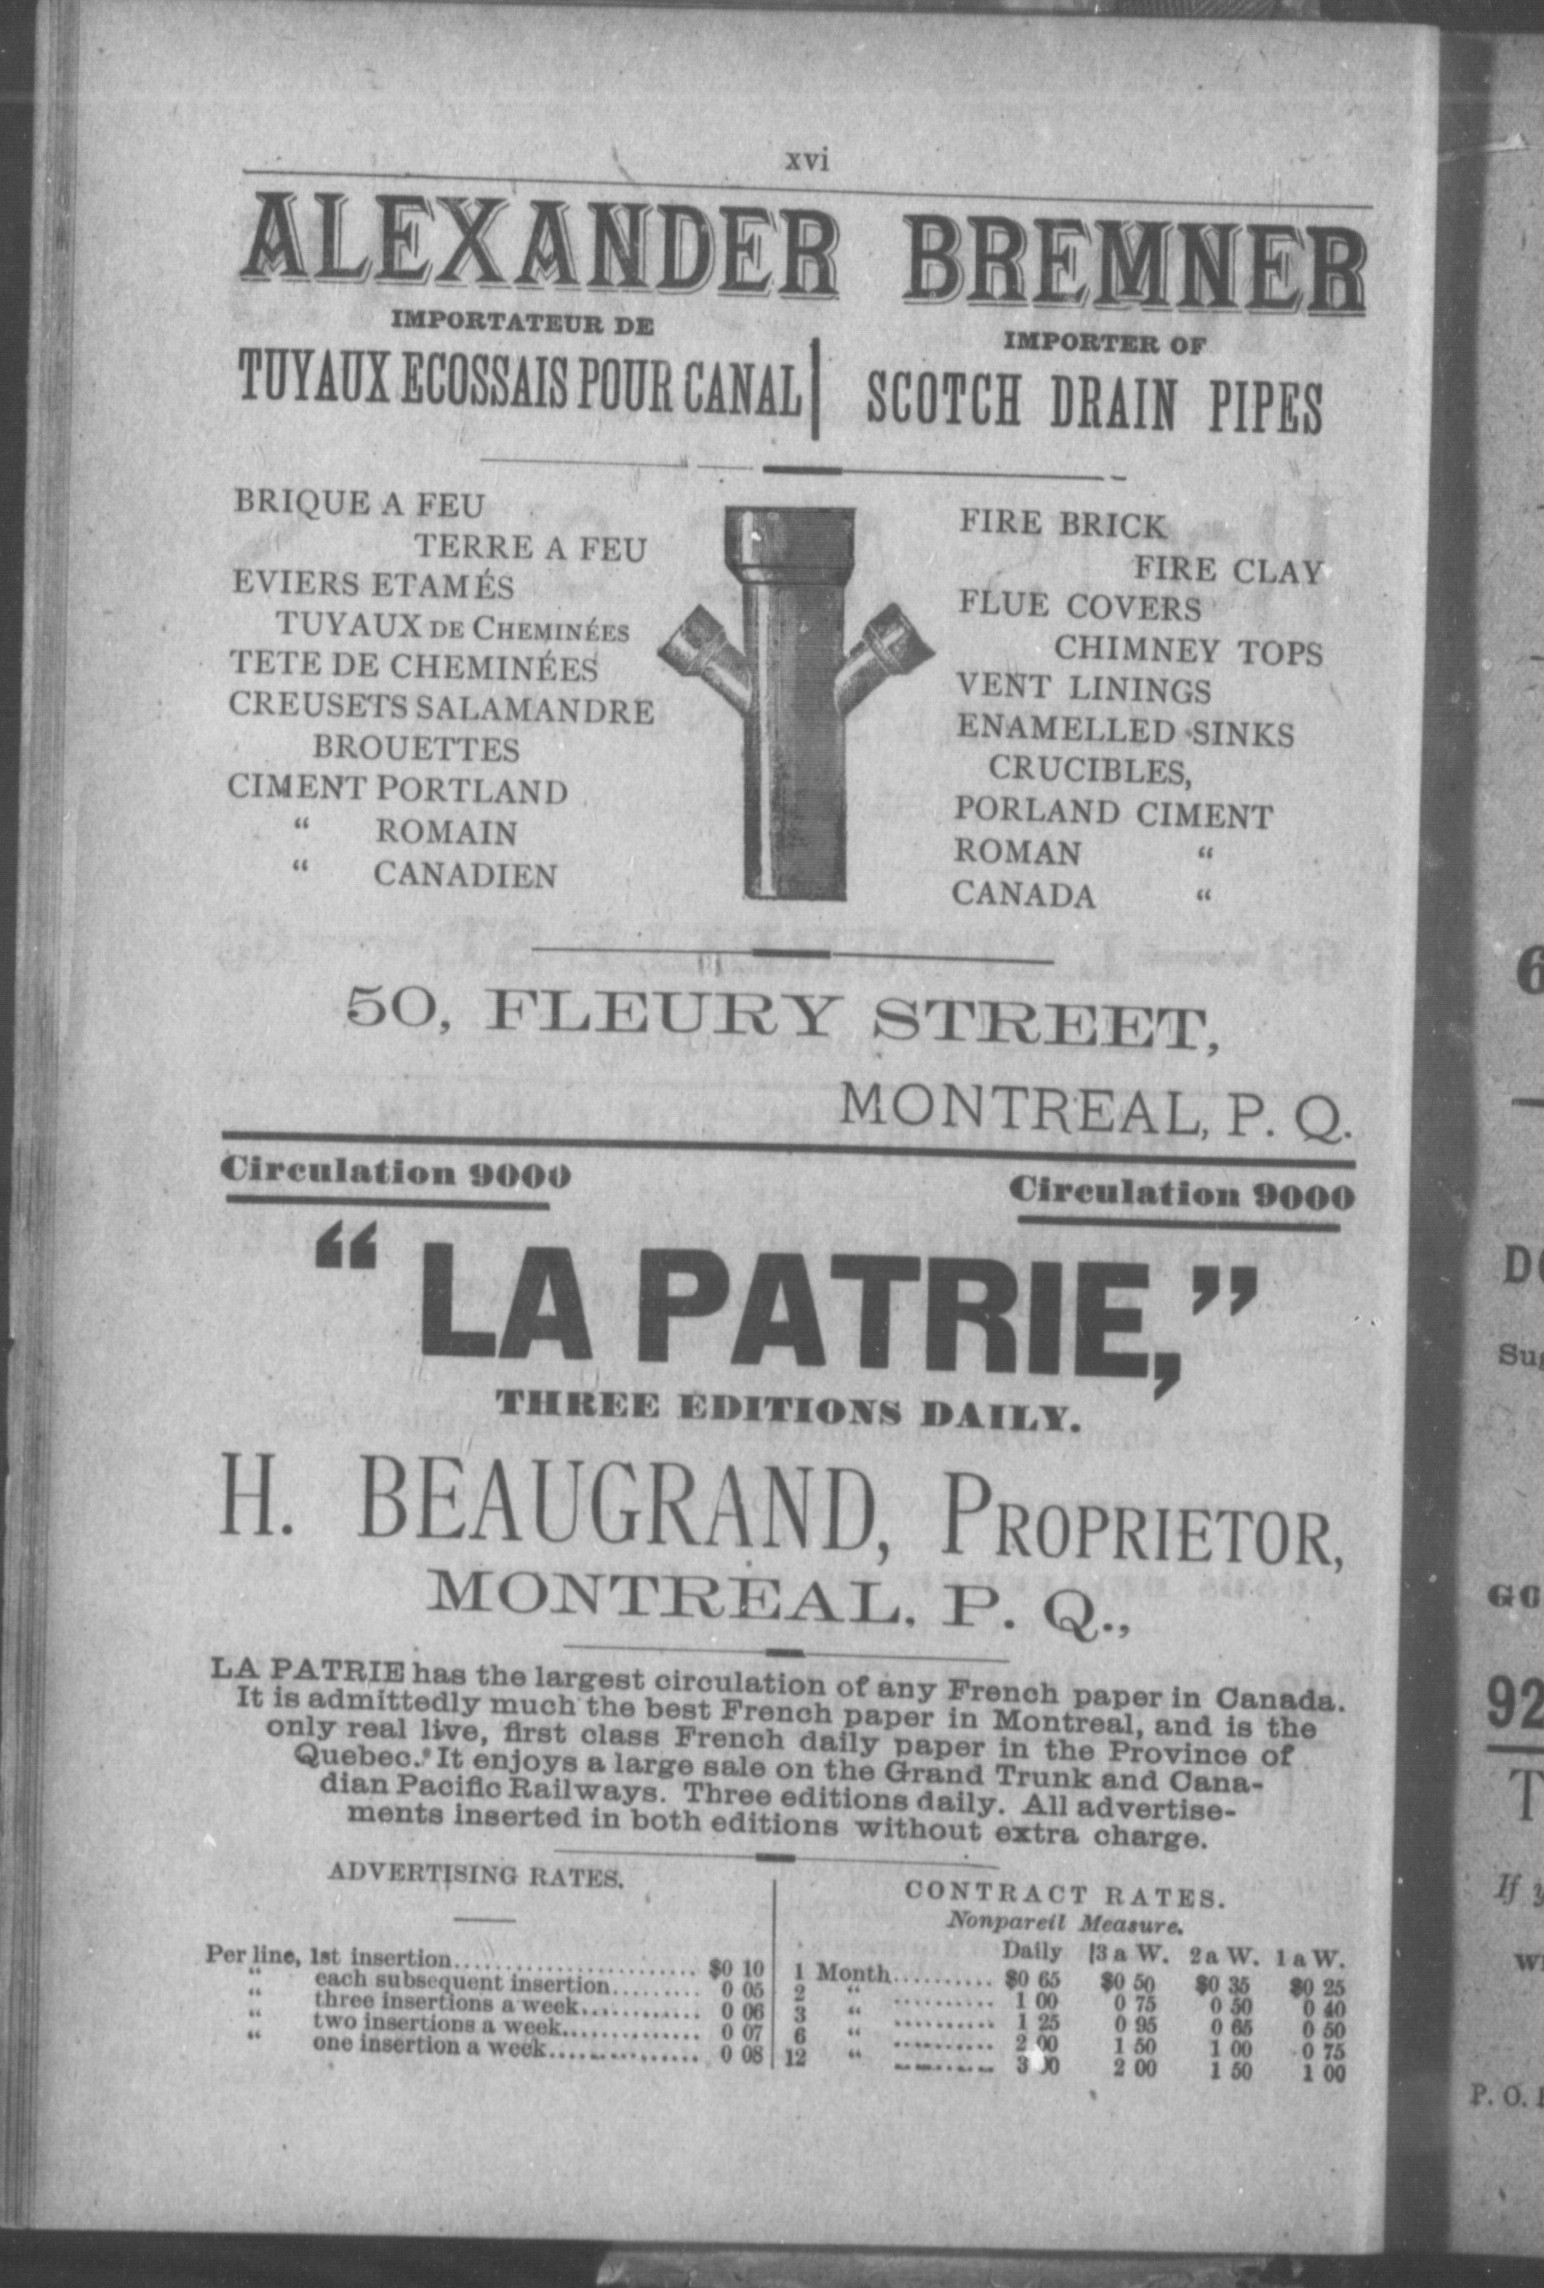 xvi
ALEXANDER BREMNER
IMPORTATEUR DE
TUYAUX ECOSSAIS POUR CANAL
IMPORTER OF
SCOTCH DRAIN PIPES
BRIQUE A FEU
TERRE A FEU
EVIERS ETAMÉS
TUYAUX DE CHEMINÉES
TETE DE CHEMINÉES
CREUSETS SALAMANDRE
BROUETTES
CIMENT PORTLAND
“ ROMAIN
“ CANADIEN
FIRE BRICK
FIRE CLAY
FLUE COVERS
CHIMNEY TOPS
VENT LININGS
ENAMELLED SINKS
CRUCIBLES,
PORLAND CIMENT
ROMAN “
CANADA “
50, FLEURY STREET,
MONTREAL, P. Q.
Circulation 9000
Circulation 9000
“LA PATRIE,”
THREE EDITIONS DAILY.
H. BEAUGRAND, PROPRIETOR,
MONTREAL, P. Q.,
LA PATRIE has the largest circulation of any French paper in Canada.
It is admittedly much the best French paper in Montreal, and is the
only real live, first class French daily paper in the Province of
Quebec. It enjoys a large sale on the Grand Trunk and Cana-
dian Pacific Railways. Three editions daily. All advertise-
ments inserted in both editions without extra charge.
ADVERTISING RATES.
Per line, 1st insertion........................ $0 10
“ each subsequent insertion......... 0 05
“ three insertions a week............ 0 06
“ two insertions a week.............. 0 07
“ one insertion a week............... 0 08
CONTRACT RATES.
Nonpareil Measure.
Daily 3 a W. 2 a W. 1 a W.
1 Month.......... $0 65 $0 50 $0 35 $0 25
2 “ .......... 1 00 0 75 0 50 0 40
3 “ .......... 1 25 0 95 0 65 0 50
6 “ .......... 2 00 1 50 1 00 0 75
12 “ .......... 3 00 2 00 1 50 1 00
6
DO
Sug
GO
92
T
If y
P. O.